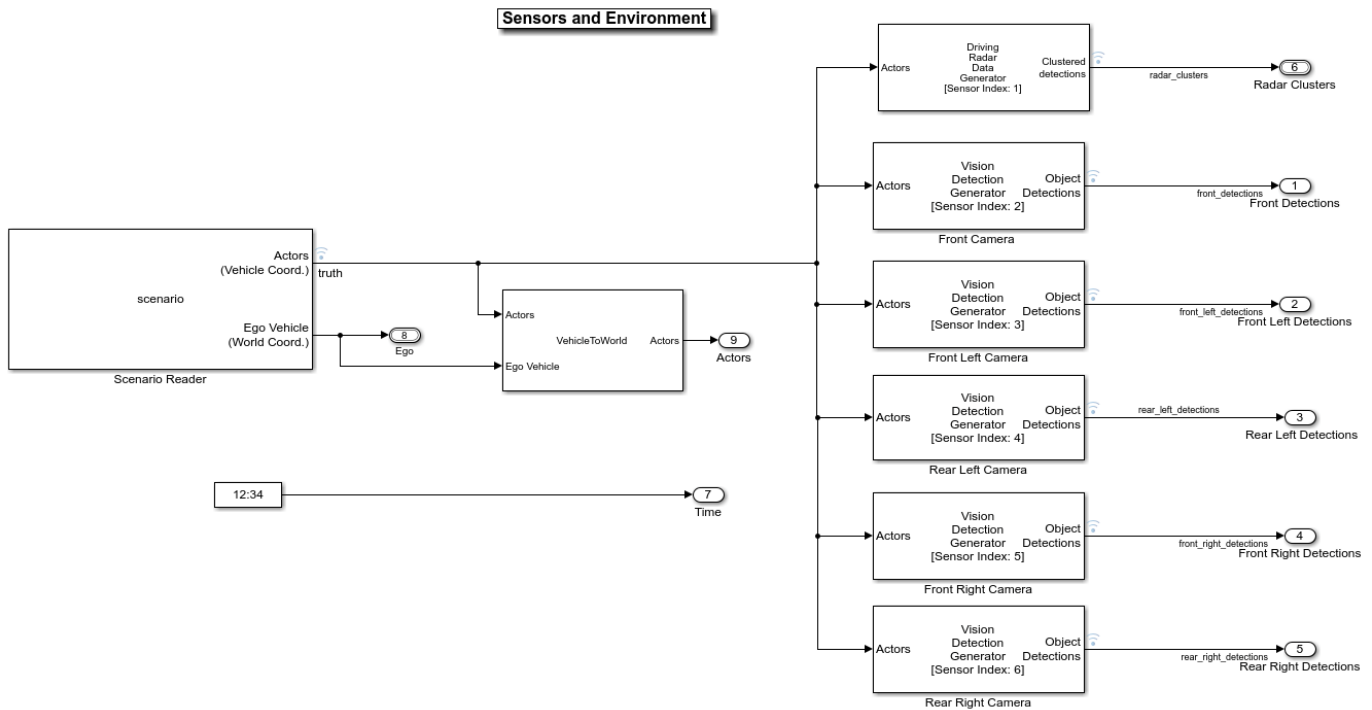 Sensors and Environment
Actors
Driving
Radar
Data
Generator
[Sensor Index: 1]
Clustered
detections
radar_clusters
6
Radar Clusters
Actors
Vision
Detection
Generator
[Sensor Index: 2]
Object
Detections
Front Camera
front_detections
1
Front Detections
scenario
Actors
(Vehicle Coord.)
Ego Vehicle
(World Coord.)
Scenario Reader
truth
8
Ego
Actors
Ego Vehicle
VehicleToWorld
Actors
9
Actors
Actors
Vision
Detection
Generator
[Sensor Index: 3]
Object
Detections
Front Left Camera
front_left_detections
2
Front Left Detections
Actors
Vision
Detection
Generator
[Sensor Index: 4]
Object
Detections
Rear Left Camera
rear_left_detections
3
Rear Left Detections
12:34
7
Time
Actors
Vision
Detection
Generator
[Sensor Index: 5]
Object
Detections
Front Right Camera
front_right_detections
4
Front Right Detections
Actors
Vision
Detection
Generator
[Sensor Index: 6]
Object
Detections
Rear Right Camera
rear_right_detections
5
Rear Right Detections